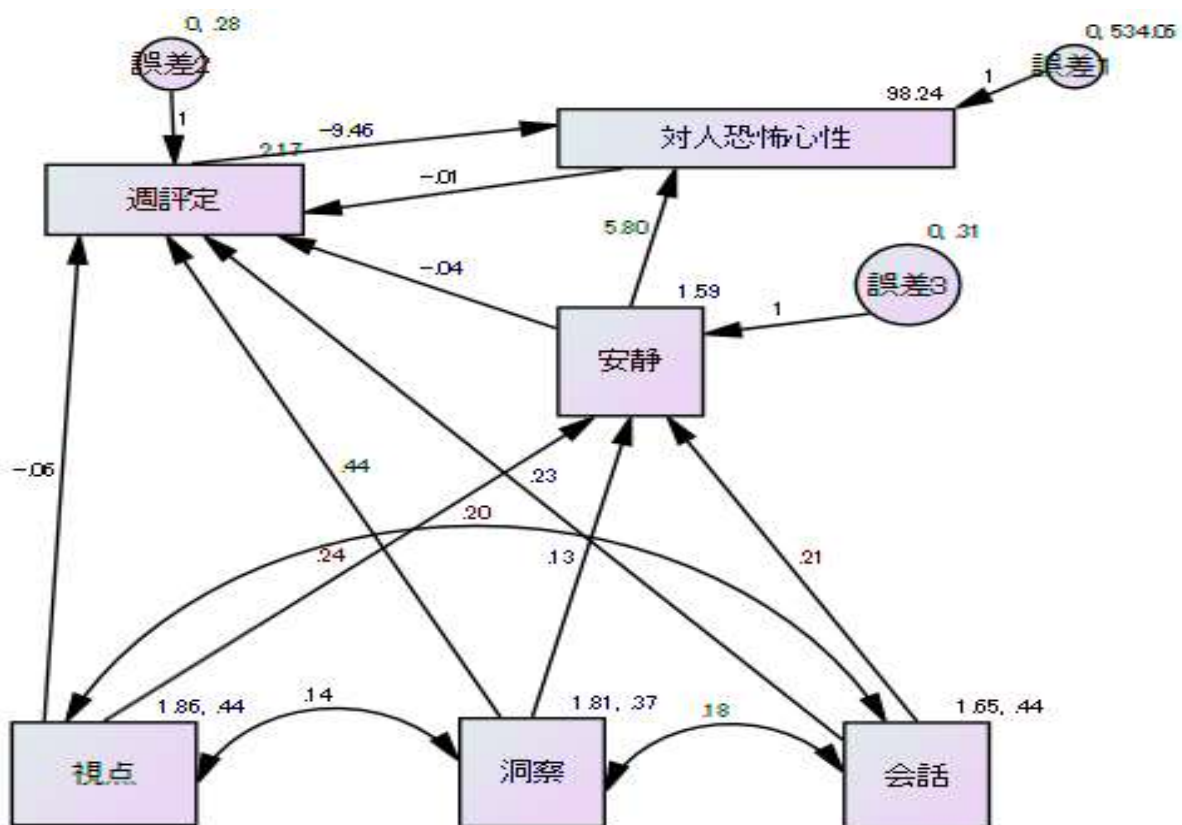 0, .28
誤差2
1
0, 534.05
誤差1
1
98.24
対人恐怖心性
-9.46
2.17
週評定
-.01
5.80
0, .31
誤差3
1
1.59
安静
-.04
-.06
.44
.23
.20
.24
.13
.21
1.86, .44
視点
.14
1.81, .37
洞察
.18
1.65, .44
会話